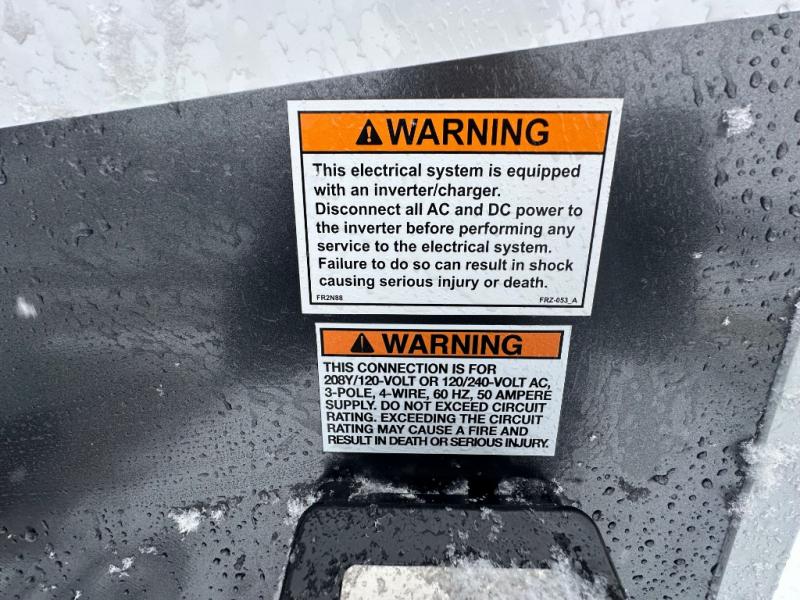 WARNING
This electrical system is equipped
with an inverter/charger.
Disconnect all AC and DC power to
the inverter before performing any
service to the electrical system.
Failure to do so can result in shock
causing serious injury or death.
FR2N88 FRZ-053_A
WARNING
THIS CONNECTION IS FOR
208Y/120-VOLT OR 120/240-VOLT AC,
3-POLE, 4-WIRE, 60 HZ, 50 AMPERE
SUPPLY. DO NOT EXCEED CIRCUIT
RATING. EXCEEDING THE CIRCUIT
RATING MAY CAUSE A FIRE AND
RESULT IN DEATH OR SERIOUS INJURY.